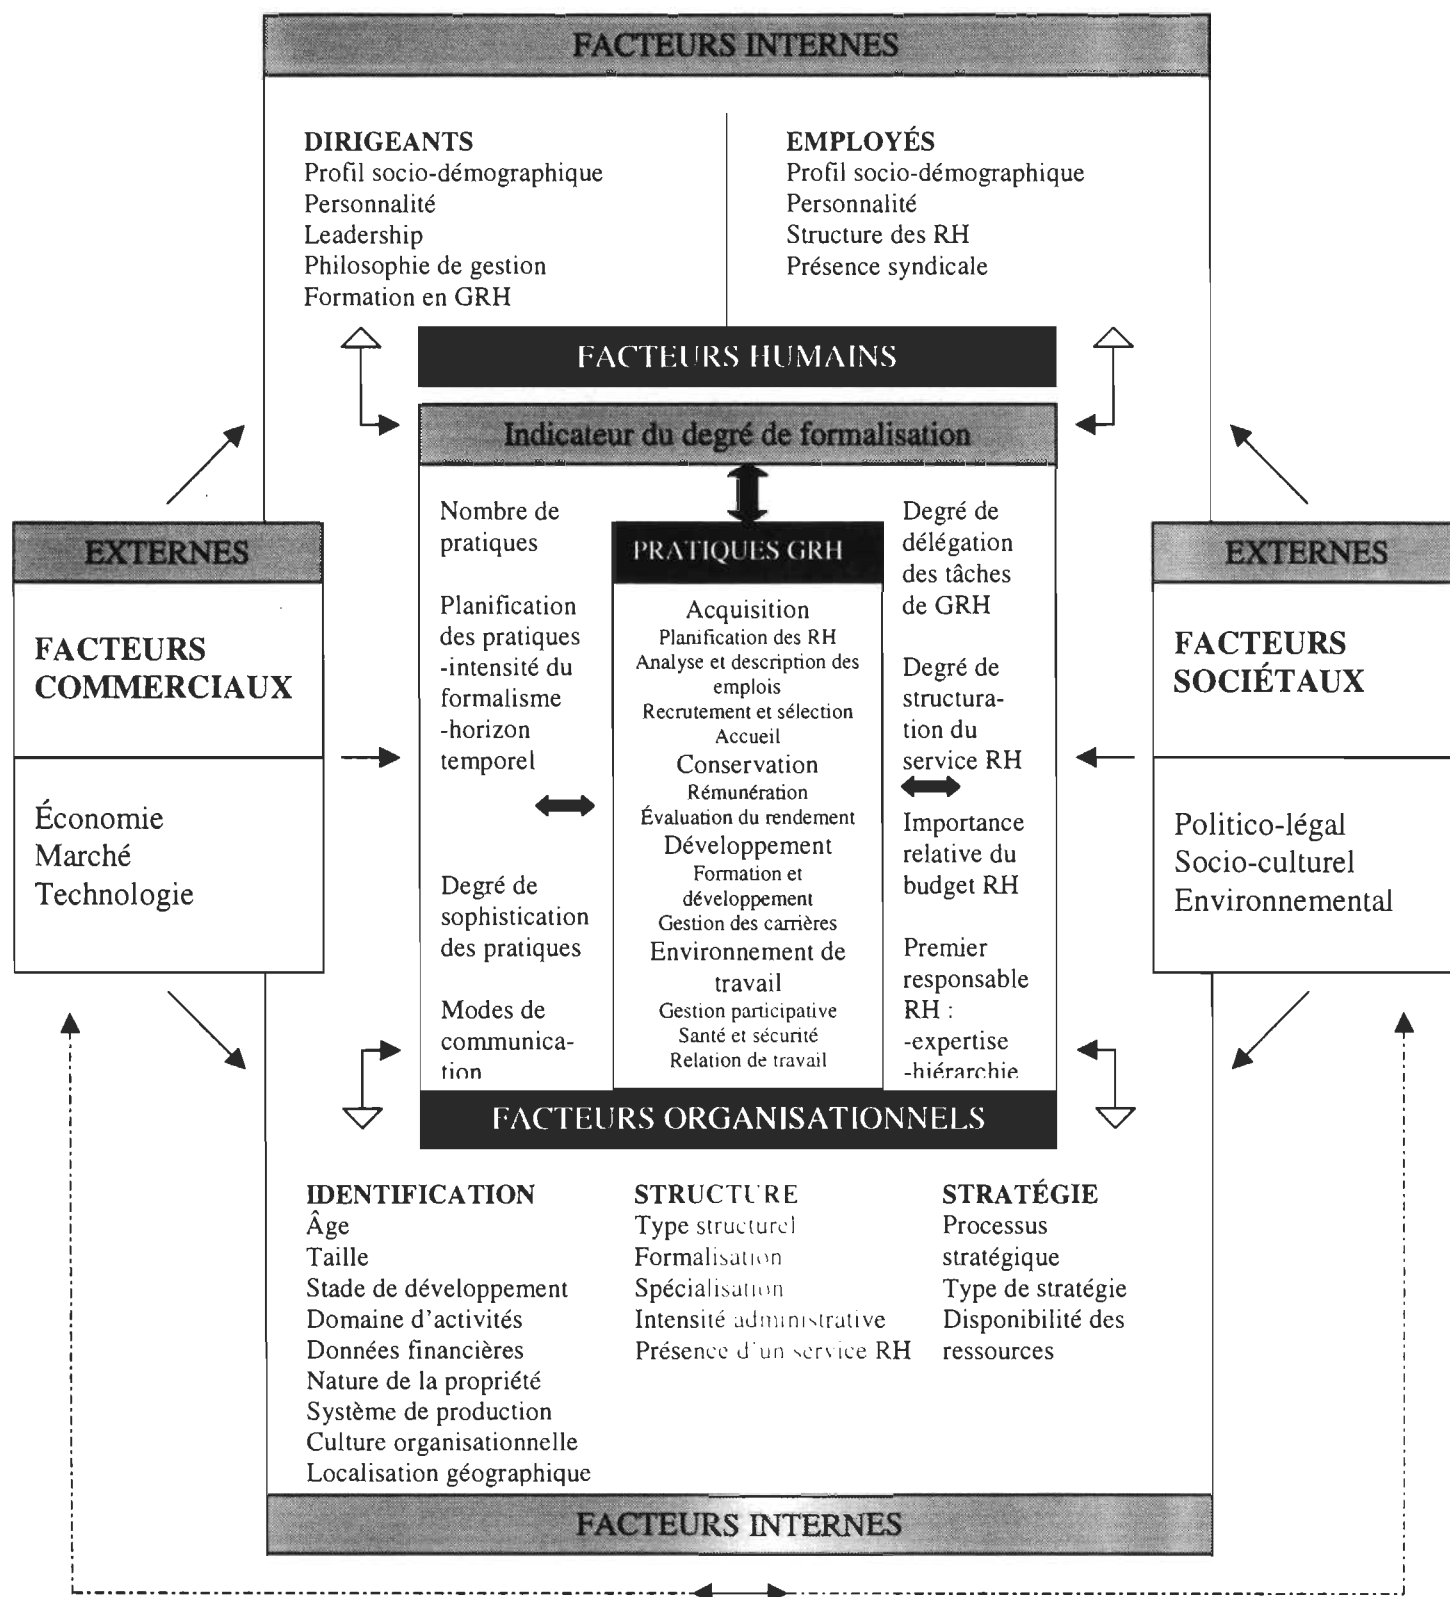 FACTEURS INTERNES
DIRIGEANTS
Profil socio-démographique
Personnalité
Leadership
Philosophie de gestion
Formation en GRH
EMPLOYÉS
Profil socio-démographique
Personnalité
Structure des RH
Présence syndicale
FACTEURS HUMAINS
Indicateur du degré de formalisation
EXTERNES
FACTEURS
COMMERCIAUX
Économie
Marché
Technologie
Nombre de
pratiques
Planification
des pratiques
-intensité du
formalisme
-horizon
temporel
Degré de
sophistication
des pratiques
Modes de
communica-
tion
PRATIQUES GRH
Acquisition
Planification des RH
Analyse et description des
emplois
Recrutement et sélection
Accueil
Conservation
Rémunération
Évaluation du rendement
Développement
Formation et
développement
Gestion des carrières
Environnement de
travail
Gestion participative
Santé et sécurité
Relation de travail
Degré de
délégation
des tâches
de GRH
Degré de
structura-
tion du
service RH
Importance
relative du
budget RH
Premier
responsable
RH :
-expertise
-hiérarchie
EXTERNES
FACTEURS
SOCIÉTAUX
Politico-légal
Socio-culturel
Environnemental
FACTEURS ORGANISATIONNELS
IDENTIFICATION
Âge
Taille
Stade de développement
Domaine d'activités
Données financières
Nature de la propriété
Système de production
Culture organisationnelle
Localisation géographique
STRUCTURE
Type structurel
Formalisation
Spécialisation
Intensité administrative
Présence d'un service RH
STRATÉGIE
Processus
stratégique
Type de stratégie
Disponibilité des
ressources
FACTEURS INTERNES